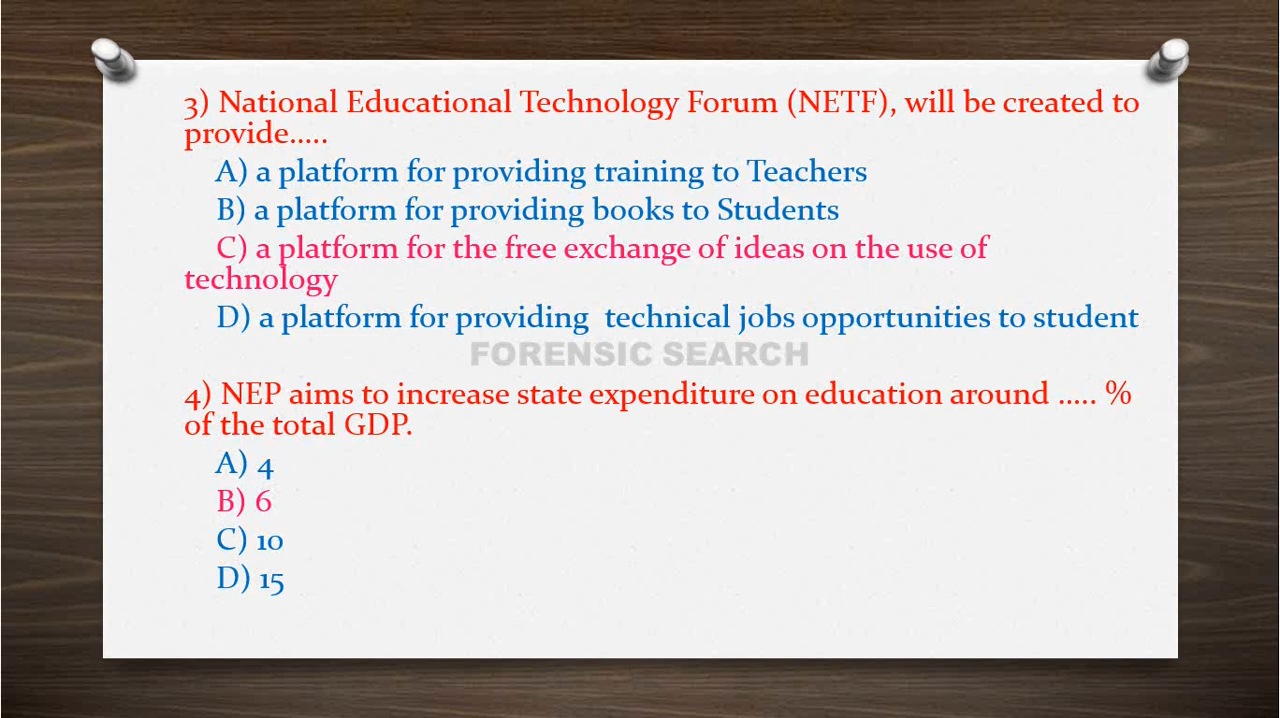 3) National Educational Technology Forum (NETF), will be created to
provide.....
A) a platform for providing training to Teachers
B) a platform for providing books to Students
C) a platform for the free exchange of ideas on the use of
technology
D) a platform for providing technical jobs opportunities to student
FORENSIC SEARCH
4) NEP aims to increase state expenditure on education around ..... %
of the total GDP.
A) 4
B) 6
C) 10
D) 15